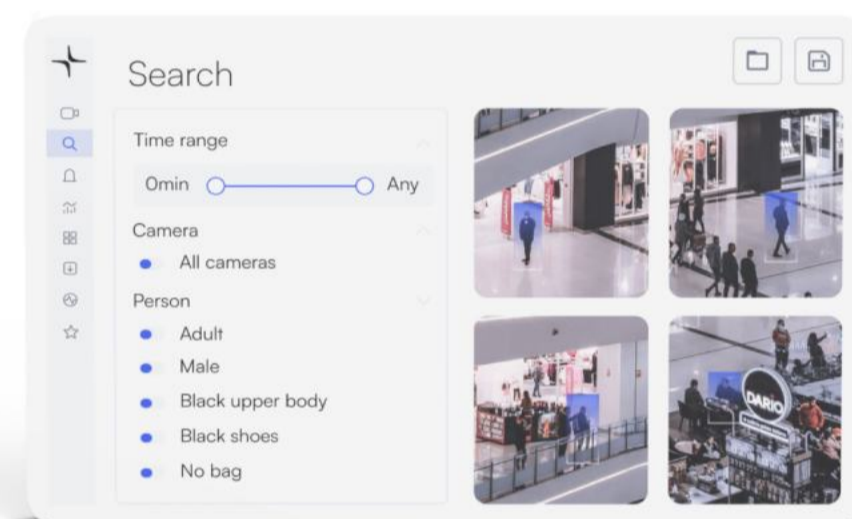 Search
Time range
0min Any
Camera
All cameras
Person
Adult
Male
Black upper body
Black shoes
No bag
DARIO